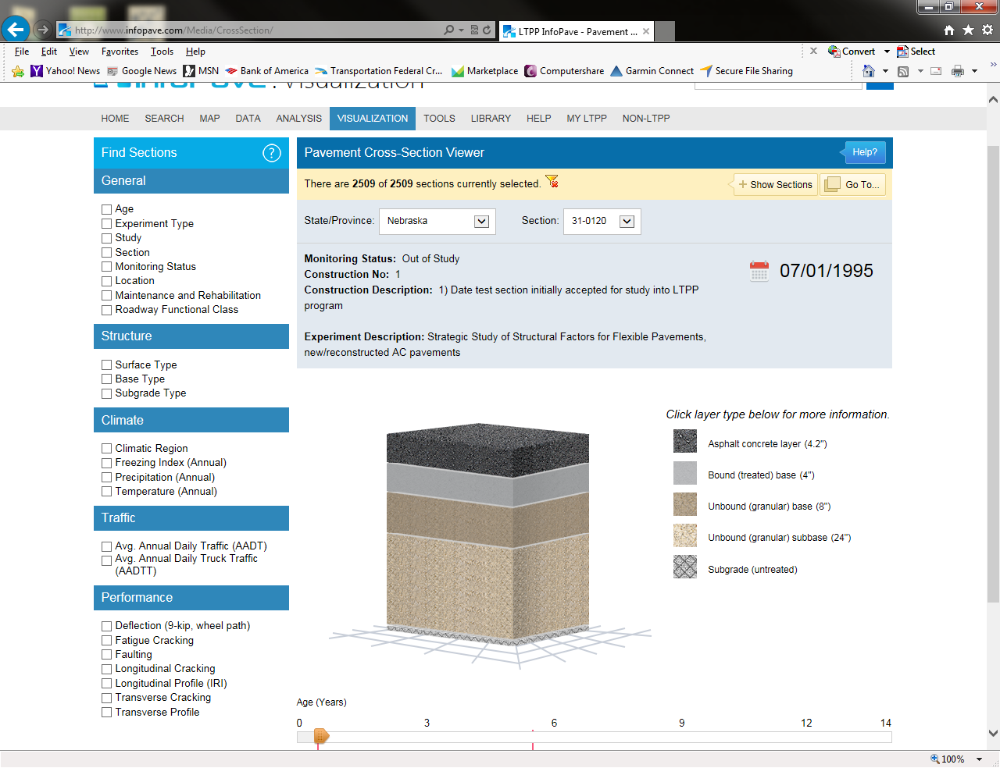 http://www.infopave.com/Media/CrossSection/
LTPP InfoPave - Pavement ...
File Edit View Favorites Tools Help
Convert
Select
Yahoo! News
Google News
MSN
Bank of America
Transportation Federal Cr...
Marketplace
Computershare
Garmin Connect
Secure File Sharing
InfoPave : Visualization
HOME SEARCH MAP DATA ANALYSIS VISUALIZATION TOOLS LIBRARY HELP MY LTPP NON-LTPP
Find Sections
?
General
Age
Experiment Type
Study
Section
Monitoring Status
Location
Maintenance and Rehabilitation
Roadway Functional Class
Structure
Surface Type
Base Type
Subgrade Type
Climate
Climatic Region
Freezing Index (Annual)
Precipitation (Annual)
Temperature (Annual)
Traffic
Avg. Annual Daily Traffic (AADT)
Avg. Annual Daily Truck Traffic
(AADTT)
Performance
Deflection (9-kip, wheel path)
Fatigue Cracking
Faulting
Longitudinal Cracking
Longitudinal Profile (IRI)
Transverse Cracking
Transverse Profile
Pavement Cross-Section Viewer
Help?
There are 2509 of 2509 sections currently selected.
+ Show Sections
Go To...
State/Province: Nebraska
Section: 31-0120
Monitoring Status: Out of Study
Construction No: 1
Construction Description: 1) Date test section initially accepted for study into LTPP
program
07/01/1995
Experiment Description: Strategic Study of Structural Factors for Flexible Pavements,
new/reconstructed AC pavements
Click layer type below for more information.
Asphalt concrete layer (4.2")
Bound (treated) base (4")
Unbound (granular) base (8")
Unbound (granular) subbase (24")
Subgrade (untreated)
Age (Years)
0 3 6 9 12 14
100%